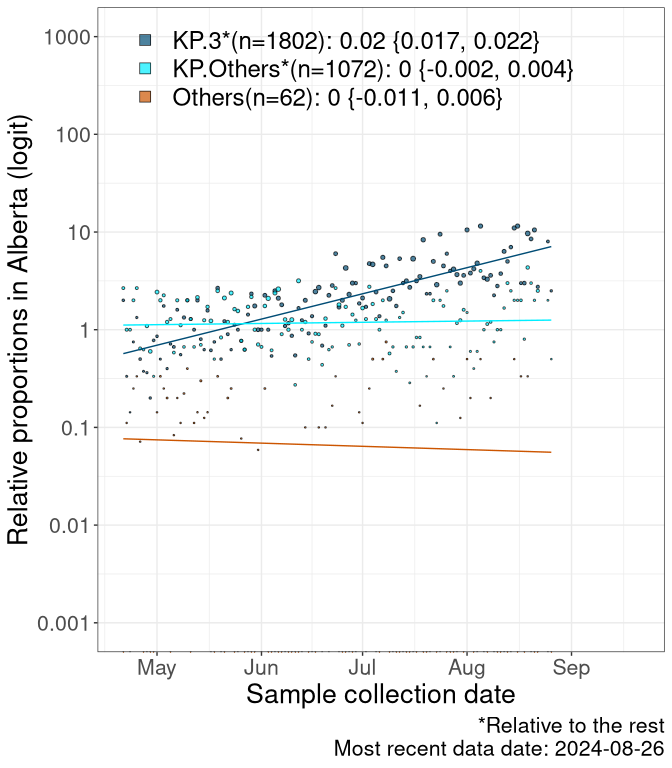 KP.3*(n=1802): 0.02 {0.017, 0.022}
KP.Others*(n=1072): 0 {-0.002, 0.004}
Others(n=62): 0 {-0.011, 0.006}
Relative proportions in Alberta (logit)
1000
100
10
1
0.1
0.01
0.001
May Jun Jul Aug Sep
Sample collection date
*Relative to the rest
Most recent data date: 2024-08-26